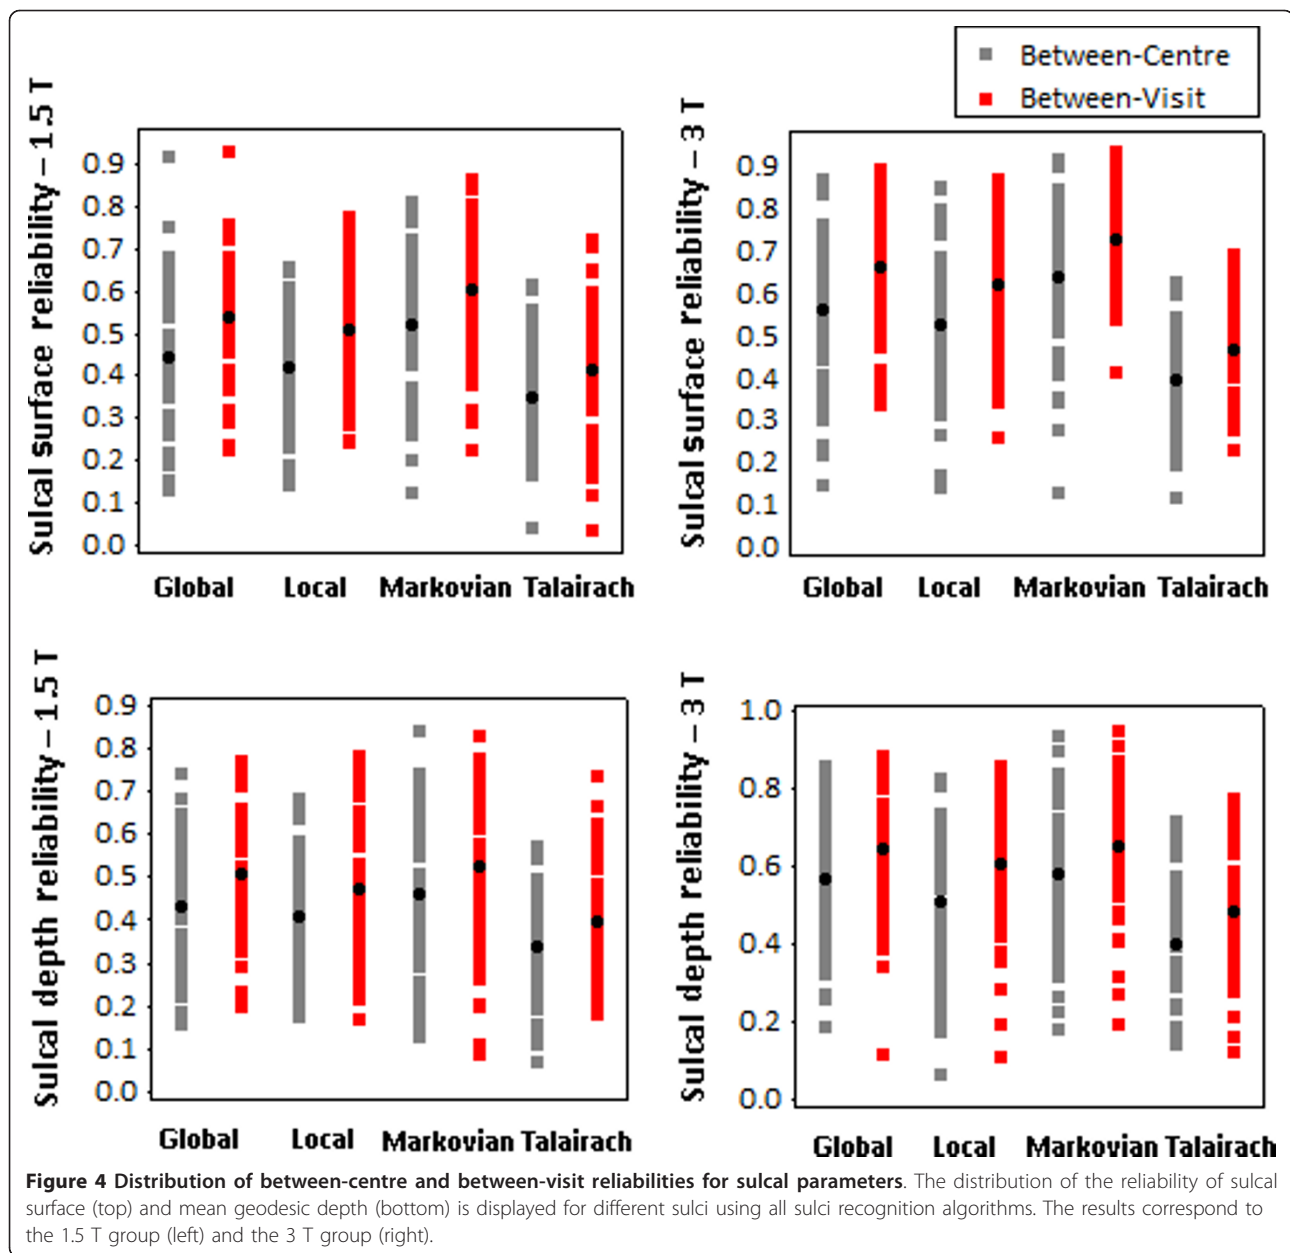 Between-Centre
Between-Visit
Sulcal surface reliability – 1.5 T
0.9
0.8
0.7
0.6
0.5
0.4
0.3
0.2
0.1
0.0
Global Local Markovian Talairach
Sulcal surface reliability – 3 T
0.9
0.8
0.7
0.6
0.5
0.4
0.3
0.2
0.1
0.0
Global Local Markovian Talairach
Sulcal depth reliability – 1.5 T
0.9
0.8
0.7
0.6
0.5
0.4
0.3
0.2
0.1
0.0
Global Local Markovian Talairach
Sulcal depth reliability – 3 T
1.0
0.8
0.6
0.4
0.2
0.0
Global Local Markovian Talairach
Figure 4 Distribution of between-centre and between-visit reliabilities for sulcal parameters. The distribution of the reliability of sulcal
surface (top) and mean geodesic depth (bottom) is displayed for different sulci using all sulci recognition algorithms. The results correspond to
the 1.5 T group (left) and the 3 T group (right).